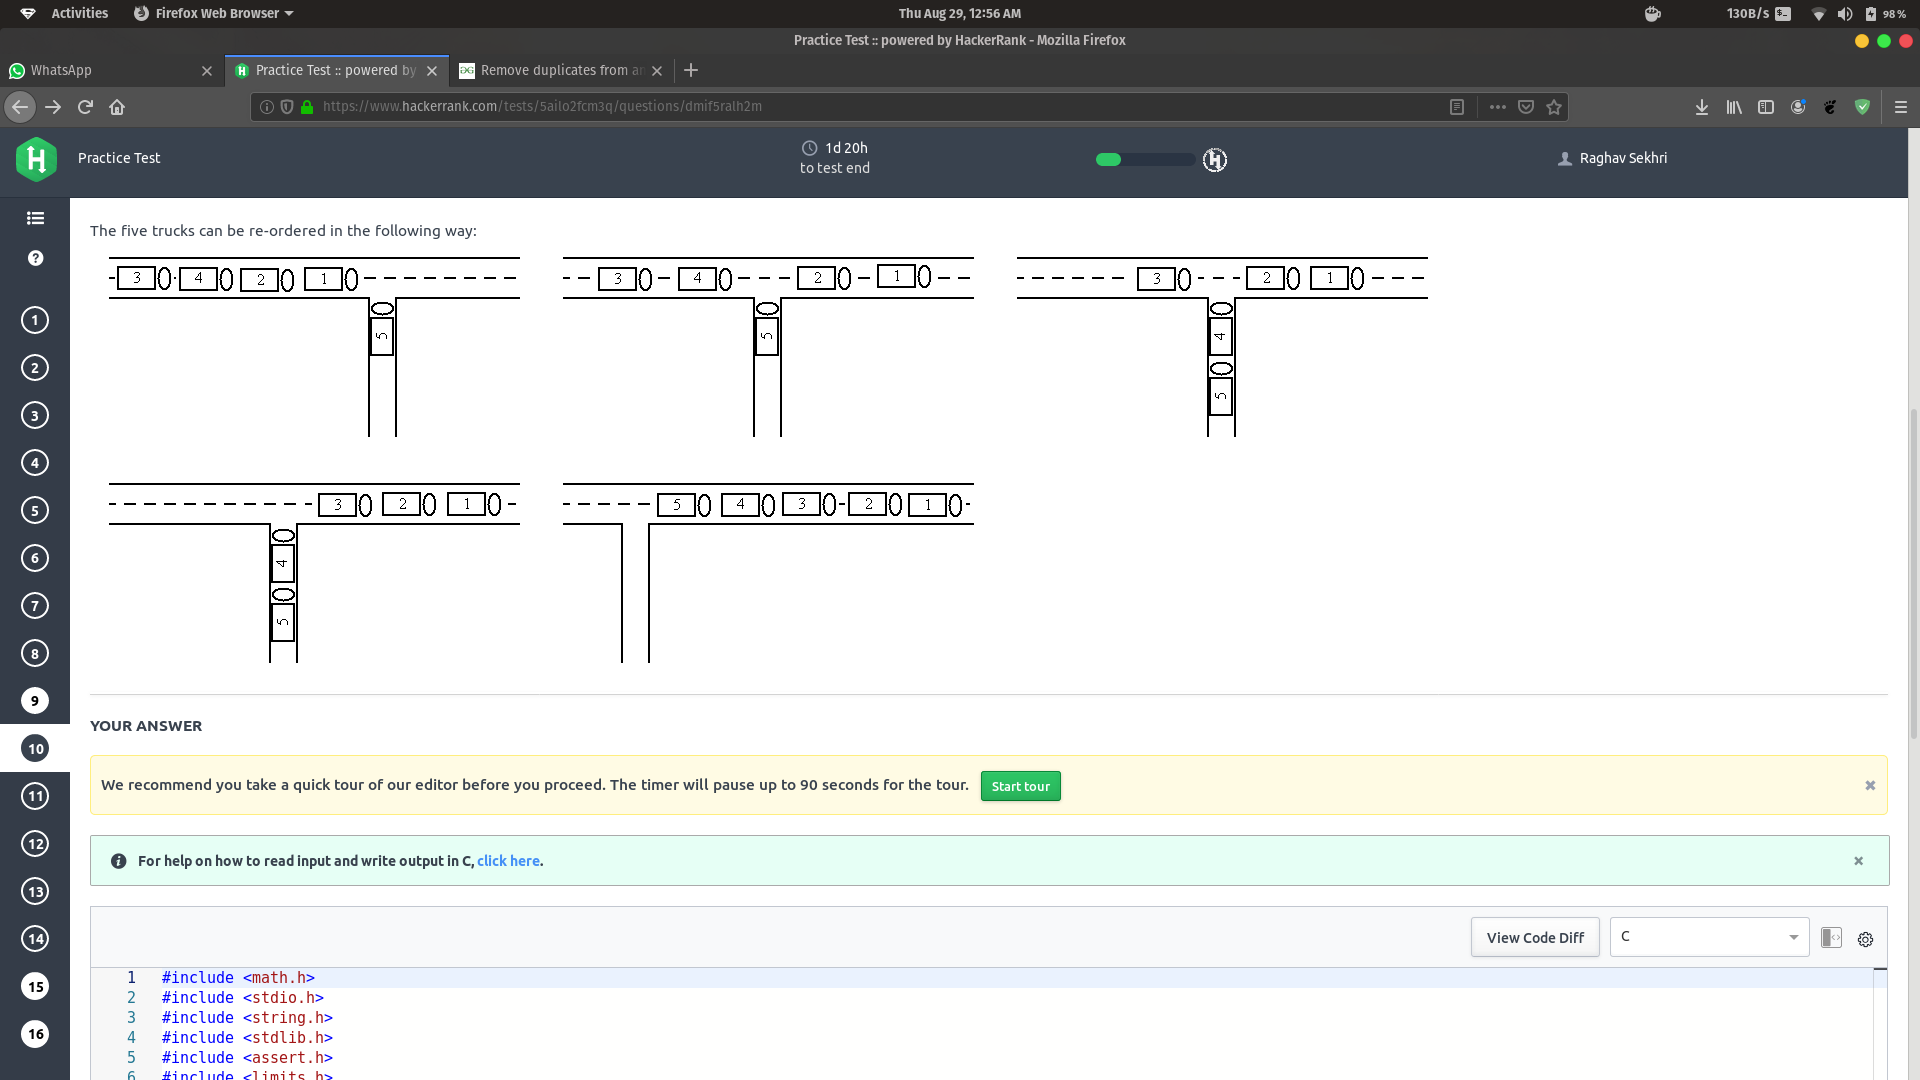 Activities
Firefox Web Browser
Thu Aug 29, 12:56 AM
130B/s
98 %
Practice Test :: powered by HackerRank - Mozilla Firefox
WhatsApp
Practice Test :: powered by
Remove duplicates from an
https://www.hackerrank.com/tests/5ailo2fcm3q/questions/dmif5ralh2m
Practice Test
1d 20h
to test end
Raghav Sekhri
The five trucks can be re-ordered in the following way:
3 4 2 1
5
3 4 2 1
5
3 2 1
4
5
3 2 1
4
5
5 4 3 2 1
1
2
3
4
5
6
7
8
9
10
11
12
13
14
15
16
YOUR ANSWER
We recommend you take a quick tour of our editor before you proceed. The timer will pause up to 90 seconds for the tour.
Start tour
For help on how to read input and write output in C, click here.
View Code Diff
C
1 #include <math.h>
2 #include <stdio.h>
3 #include <string.h>
4 #include <stdlib.h>
5 #include <assert.h>
6 #include <limits.h>